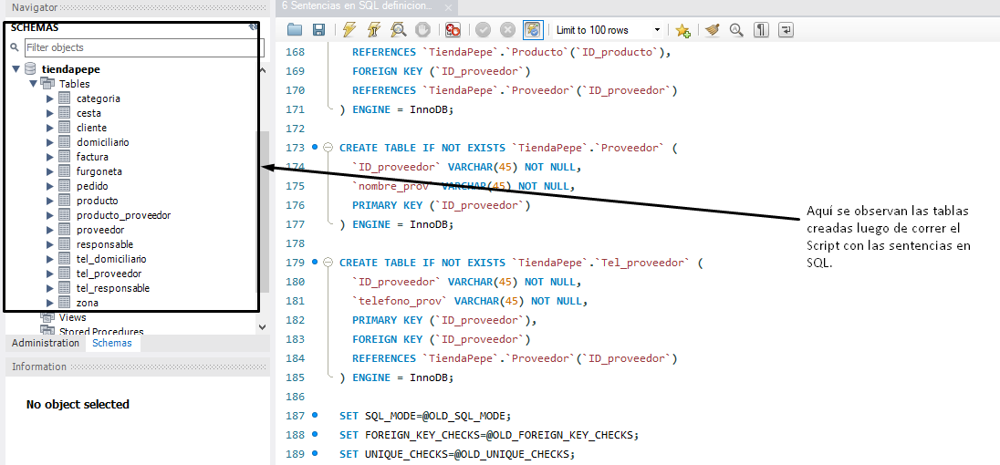 Navigator
SCHEMAS
Filter objects
tiendapepe
Tables
categoria
cesta
cliente
domiciliario
factura
furgoneta
pedido
producto
producto_proveedor
proveedor
responsable
tel_domiciliario
tel_proveedor
tel_responsable
zona
Views
Stored Procedures
Administration Schemas
Information
No object selected
6 Sentencias en SQL definicion...
Limit to 100 rows
168 REFERENCES `TiendaPepe`.`Producto`(`ID_producto`),
169 FOREIGN KEY (`ID_proveedor`)
170 REFERENCES `TiendaPepe`.`Proveedor`(`ID_proveedor`)
171 ) ENGINE = InnoDB;
172
173 CREATE TABLE IF NOT EXISTS `TiendaPepe`.`Proveedor` (
174 `ID_proveedor` VARCHAR(45) NOT NULL,
175 `nombre_prov` VARCHAR(45) NOT NULL,
176 PRIMARY KEY (`ID_proveedor`)
177 ) ENGINE = InnoDB;
178
179 CREATE TABLE IF NOT EXISTS `TiendaPepe`.`Tel_proveedor` (
180 `ID_proveedor` VARCHAR(45) NOT NULL,
181 `telefono_prov` VARCHAR(45) NOT NULL,
182 PRIMARY KEY (`ID_proveedor`),
183 FOREIGN KEY (`ID_proveedor`)
184 REFERENCES `TiendaPepe`.`Proveedor`(`ID_proveedor`)
185 ) ENGINE = InnoDB;
186
187 SET SQL_MODE=@OLD_SQL_MODE;
188 SET FOREIGN_KEY_CHECKS=@OLD_FOREIGN_KEY_CHECKS;
189 SET UNIQUE_CHECKS=@OLD_UNIQUE_CHECKS;
Aquí se observan las tablas
creadas luego de correr el
Script con las sentencias en
SQL.